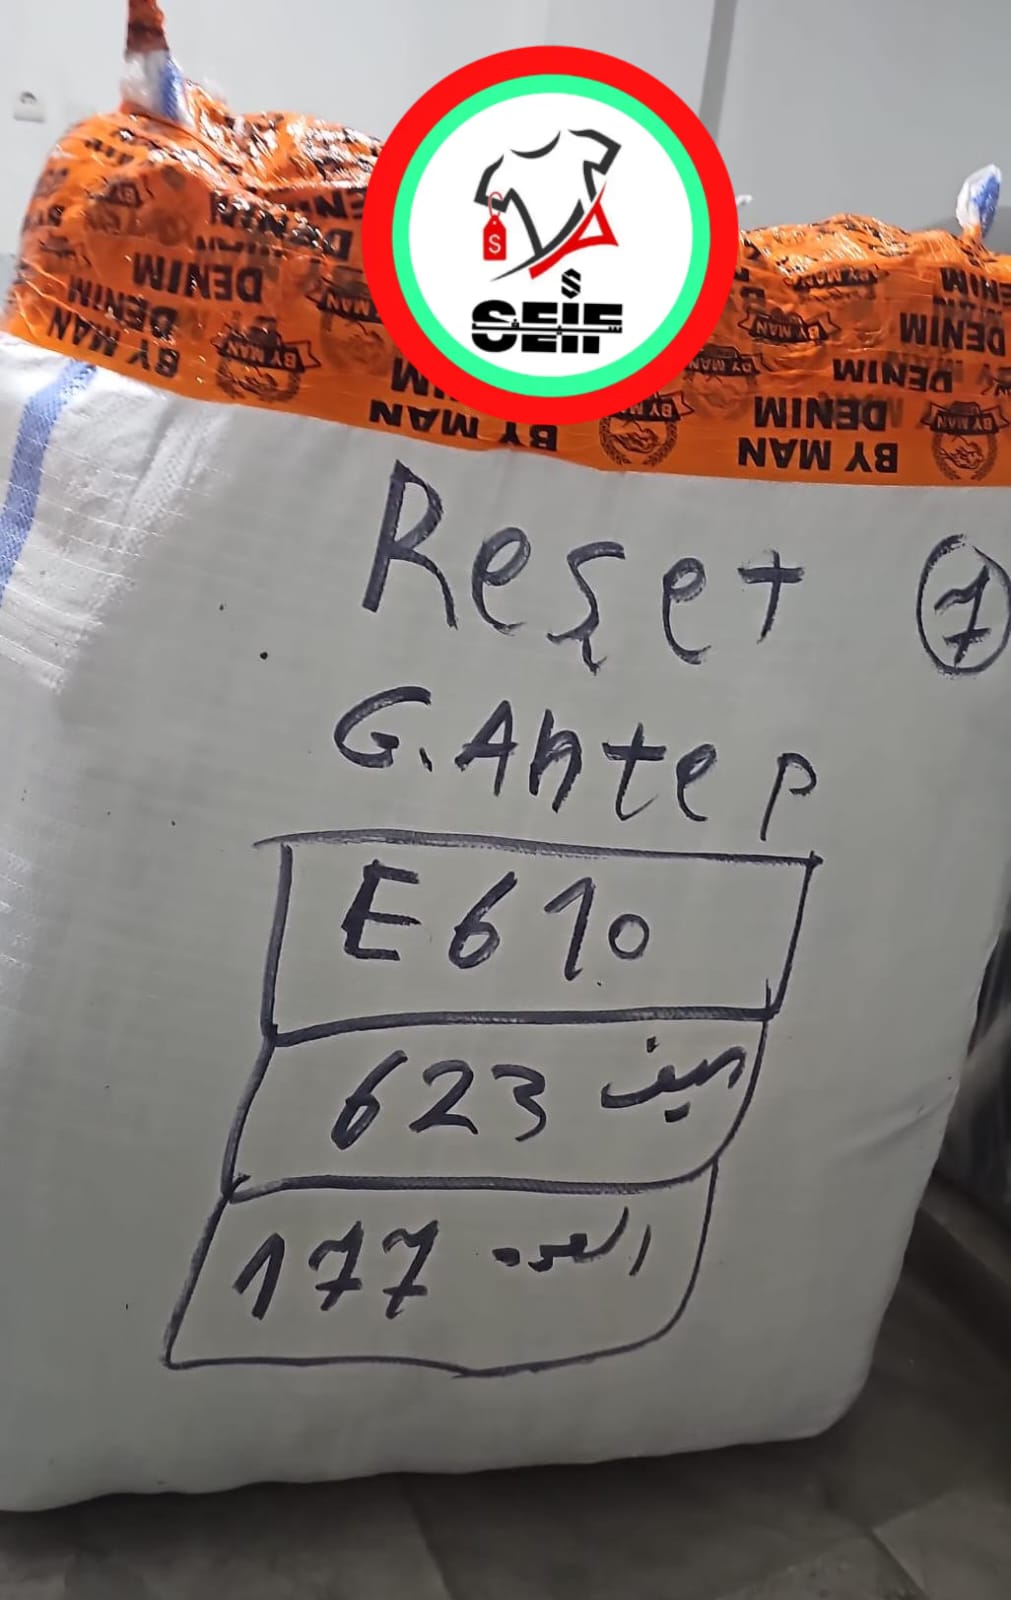 BY MAN
DENIM
$
SEIF
Reşet
7
G.Antep
E610
623 صيف
177 العدد